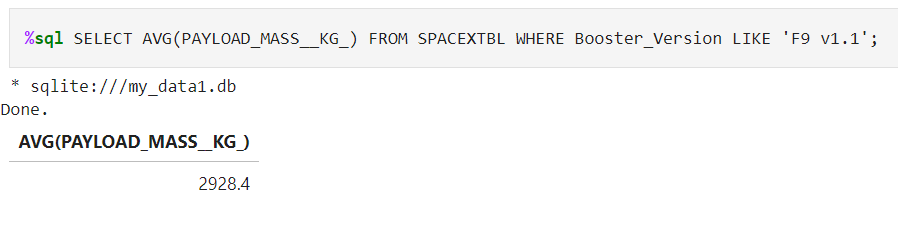 %sql SELECT AVG(PAYLOAD_MASS__KG_) FROM SPACEXTBL WHERE Booster_Version LIKE 'F9 v1.1';
* sqlite:///my_data1.db
Done.
AVG(PAYLOAD_MASS__KG_)
2928.4